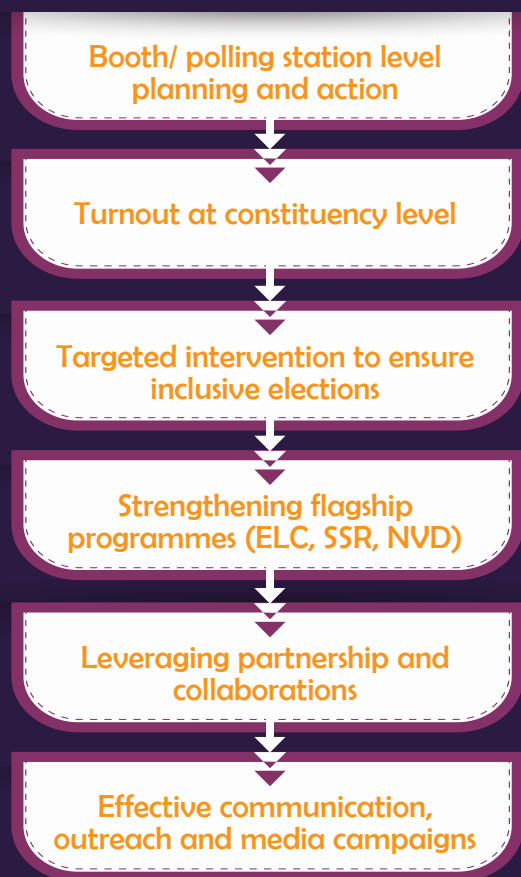 Booth/ polling station level
planning and action
Turnout at constituency level
Targeted intervention to ensure
inclusive elections
Strengthening flagship
programmes (ELC, SSR, NVD)
Leveraging partnership and
collaborations
Effective communication,
outreach and media campaigns